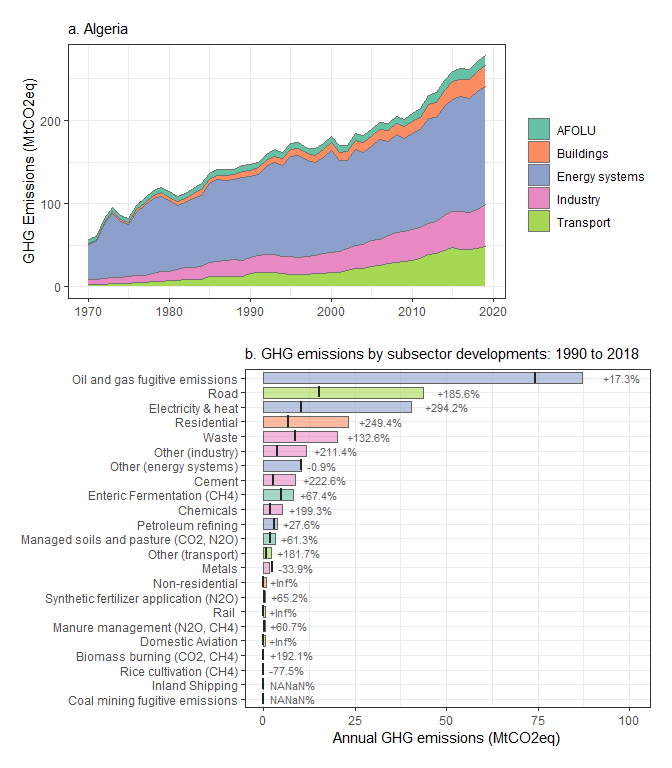 a. Algeria
GHG Emissions (MtCO2eq)
200
100
0
1970
1980
1990
2000
2010
2020
AFOLU
Buildings
Energy systems
Industry
Transport
b. GHG emissions by subsector developments: 1990 to 2018
Oil and gas fugitive emissions +17.3%
Road +185.6%
Electricity & heat +294.2%
Residential +249.4%
Waste +132.6%
Other (industry) +211.4%
Other (energy systems) -0.9%
Cement +222.6%
Enteric Fermentation (CH4) +67.4%
Chemicals +199.3%
Petroleum refining +27.6%
Managed soils and pasture (CO2, N2O) +61.3%
Other (transport) +181.7%
Metals -33.9%
Non-residential +Inf%
Synthetic fertilizer application (N2O) +65.2%
Rail +Inf%
Manure management (N2O, CH4) +60.7%
Domestic Aviation +Inf%
Biomass burning (CO2, CH4) +192.1%
Rice cultivation (CH4) -77.5%
Inland Shipping NANaN%
Coal mining fugitive emissions NANaN%
0 25 50 75 100
Annual GHG emissions (MtCO2eq)